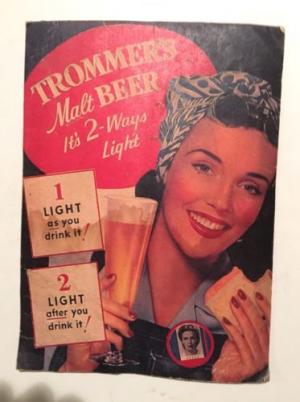 TROMMER'S
Malt BEER
It's 2-Ways
Light
1
LIGHT
as you
drink it!
2
LIGHT
after you
drink it!